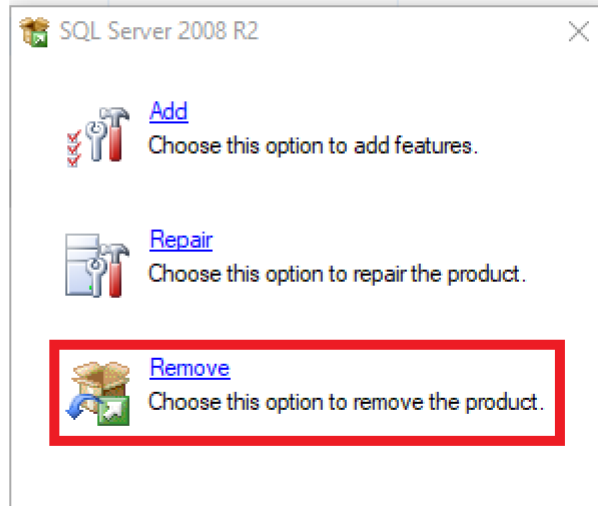 SQL Server 2008 R2
Add
Choose this option to add features.
Repair
Choose this option to repair the product.
Remove
Choose this option to remove the product.